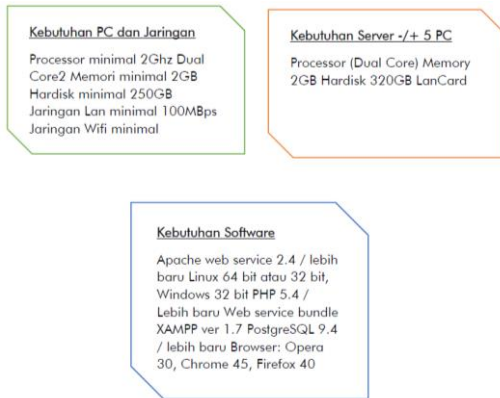 Kebutuhan PC dan Jaringan
Processor minimal 2Ghz Dual
Core2 Memori minimal 2GB
Hardisk minimal 250GB
Jaringan Lan minimal 100MBps
Jaringan Wifi minimal
Kebutuhan Server -/+ 5 PC
Processor (Dual Core) Memory
2GB Hardisk 320GB LanCard
Kebutuhan Software
Apache web service 2.4 / lebih
baru Linux 64 bit atau 32 bit,
Windows 32 bit PHP 5.4 /
Lebih baru Web service bundle
XAMPP ver 1.7 PostgreSQL 9.4
/ lebih baru Browser: Opera
30, Chrome 45, Firefox 40